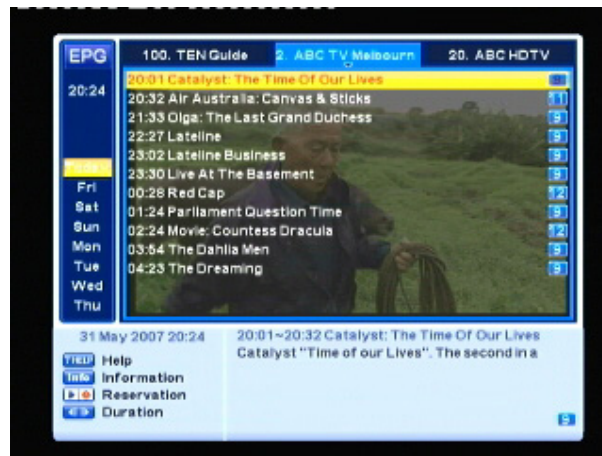 EPG
100. TEN Guide
2. ABC TV Melbourn
20. ABC HDTV
20:24
Today
Fri
Sat
Sun
Mon
Tue
Wed
Thu
20:01 Catalyst: The Time Of Our Lives
20:32 Air Australia: Canvas & Sticks
21:33 Olga: The Last Grand Duchess
22:27 Lateline
23:02 Lateline Business
23:30 Live At The Basement
00:28 Red Cap
01:24 Parliament Question Time
02:24 Movie: Countess Dracula
03:54 The Dahlia Men
04:23 The Dreaming
31 May 2007 20:24
Help
Info Information
Reservation
Duration
20:01~20:32 Catalyst: The Time Of Our Lives
Catalyst "Time of our Lives". The second in a